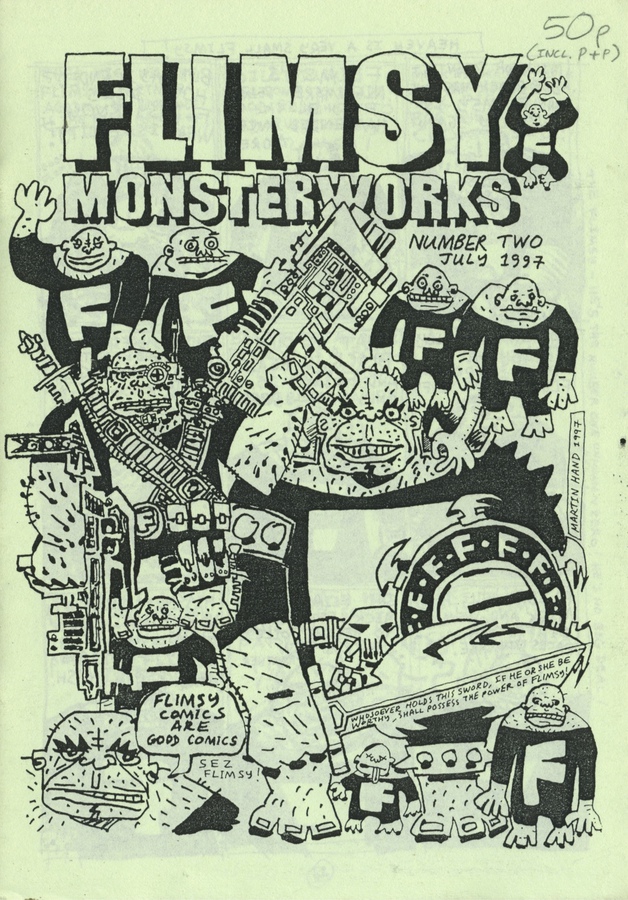 50p
(INCL. P+P)
FLIMSY
F
MONSTERWORKS
NUMBER TWO
JULY 1997
F
F
F
F
MARTIN HAND 1997
F
F·F·F·F·F·F·F
WHOSOEVER HOLDS THIS SWORD, IF HE OR SHE BE
WORTHY, SHALL POSSESS THE POWER OF FLIMSY!
F
FLIMSY
COMICS
ARE
GOOD COMICS
SEZ
FLIMSY!
F
F